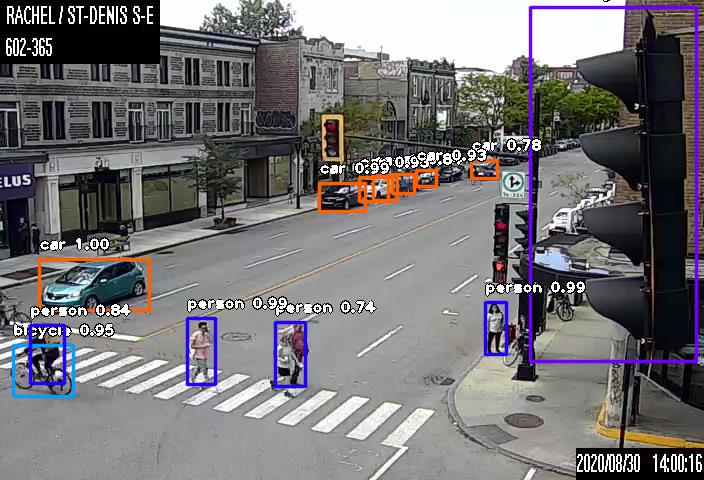 RACHEL / ST-DENIS S-E
602-365
car 0.78
car 0.99
0.93
car 0.93
ELUS
car 1.00
person 0.99
person 0.84
person 0.99
person 0.74
bicycle 0.95
2020/08/30 14:00:16